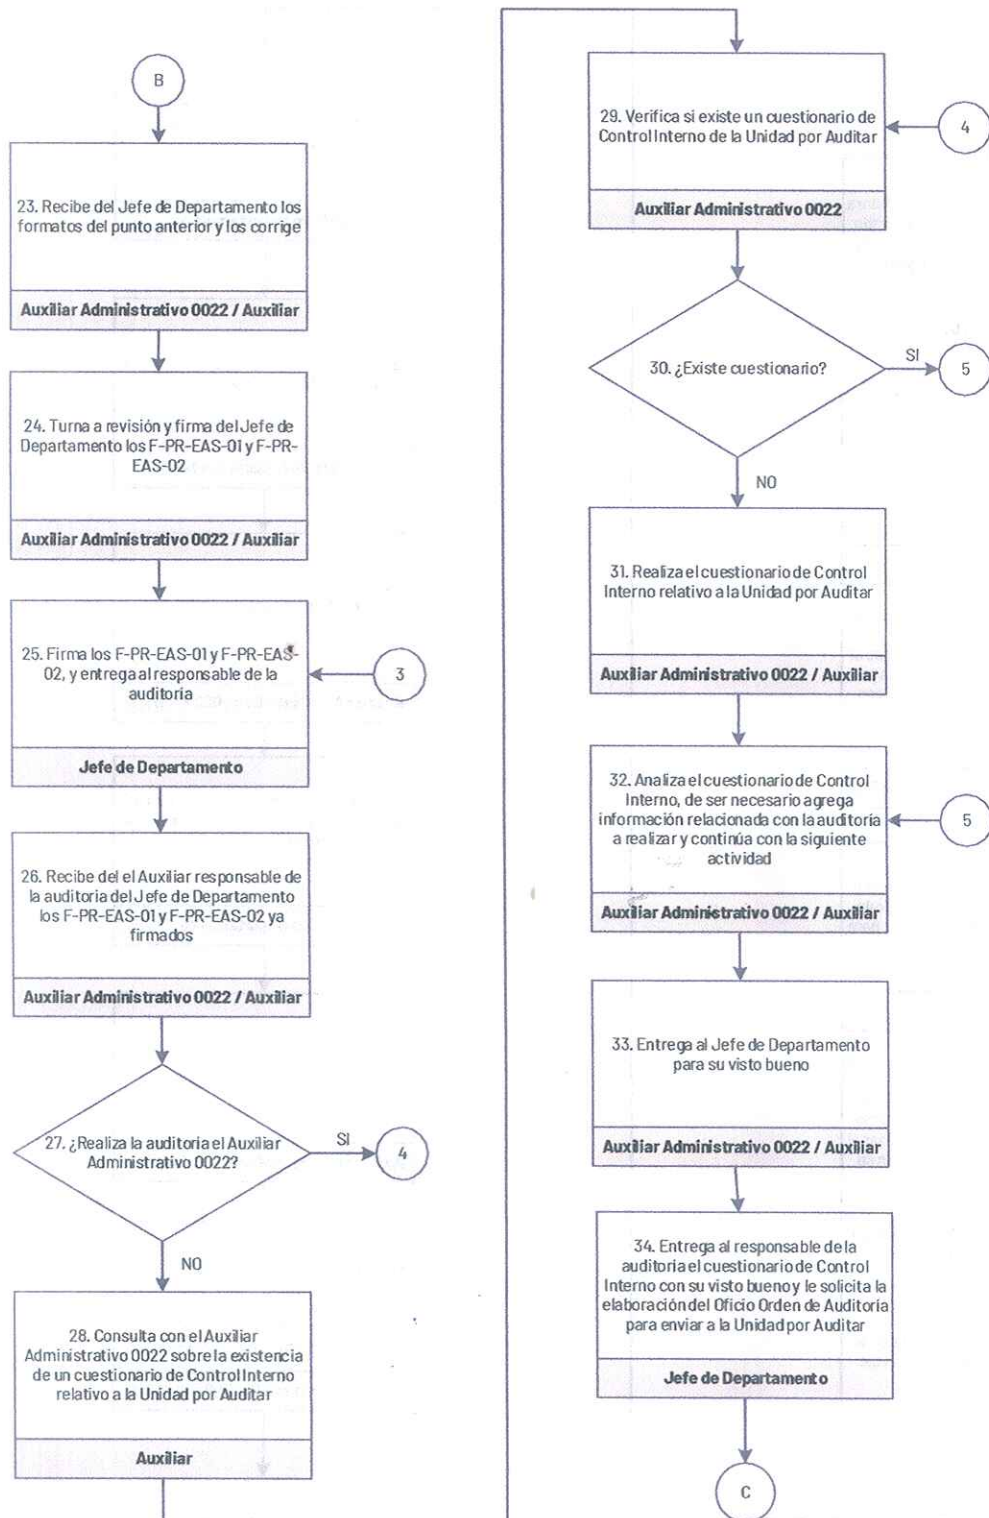 B
23. Recibe del Jefe de Departamento los
formatos del punto anterior y los corrige
Auxiliar Administrativo 0022 / Auxiliar
24. Turna a revisión y firma del Jefe de
Departamento los F-PR-EAS-01 y F-PR-
EAS-02
Auxiliar Administrativo 0022 / Auxiliar
25. Firma los F-PR-EAS-01 y F-PR-EAS-
02, y entrega al responsable de la
auditoría
3
Jefe de Departamento
26. Recibe del el Auxiliar responsable de
la auditoria del Jefe de Departamento
los F-PR-EAS-01 y F-PR-EAS-02 ya
firmados
Auxiliar Administrativo 0022 / Auxiliar
27. ¿Realiza la auditoria el Auxiliar
Administrativo 0022?
SI
4
NO
28. Consulta con el Auxiliar
Administrativo 0022 sobre la existencia
de un cuestionario de Control Interno
relativo a la Unidad por Auditar
Auxiliar
29. Verifica si existe un cuestionario de
Control Interno de la Unidad por Auditar
4
Auxiliar Administrativo 0022
30. ¿Existe cuestionario?
SI
5
NO
31. Realiza el cuestionario de Control
Interno relativo a la Unidad por Auditar
Auxiliar Administrativo 0022 / Auxiliar
32. Analiza el cuestionario de Control
Interno, de ser necesario agrega
información relacionada con la auditoría
a realizar y continúa con la siguiente
actividad
5
Auxiliar Administrativo 0022 / Auxiliar
33. Entrega al Jefe de Departamento
para su visto bueno
Auxiliar Administrativo 0022 / Auxiliar
34. Entrega al responsable de la
auditoria el cuestionario de Control
Interno con su visto bueno y le solicita la
elaboración del Oficio Orden de Auditoría
para enviar a la Unidad por Auditar
Jefe de Departamento
C